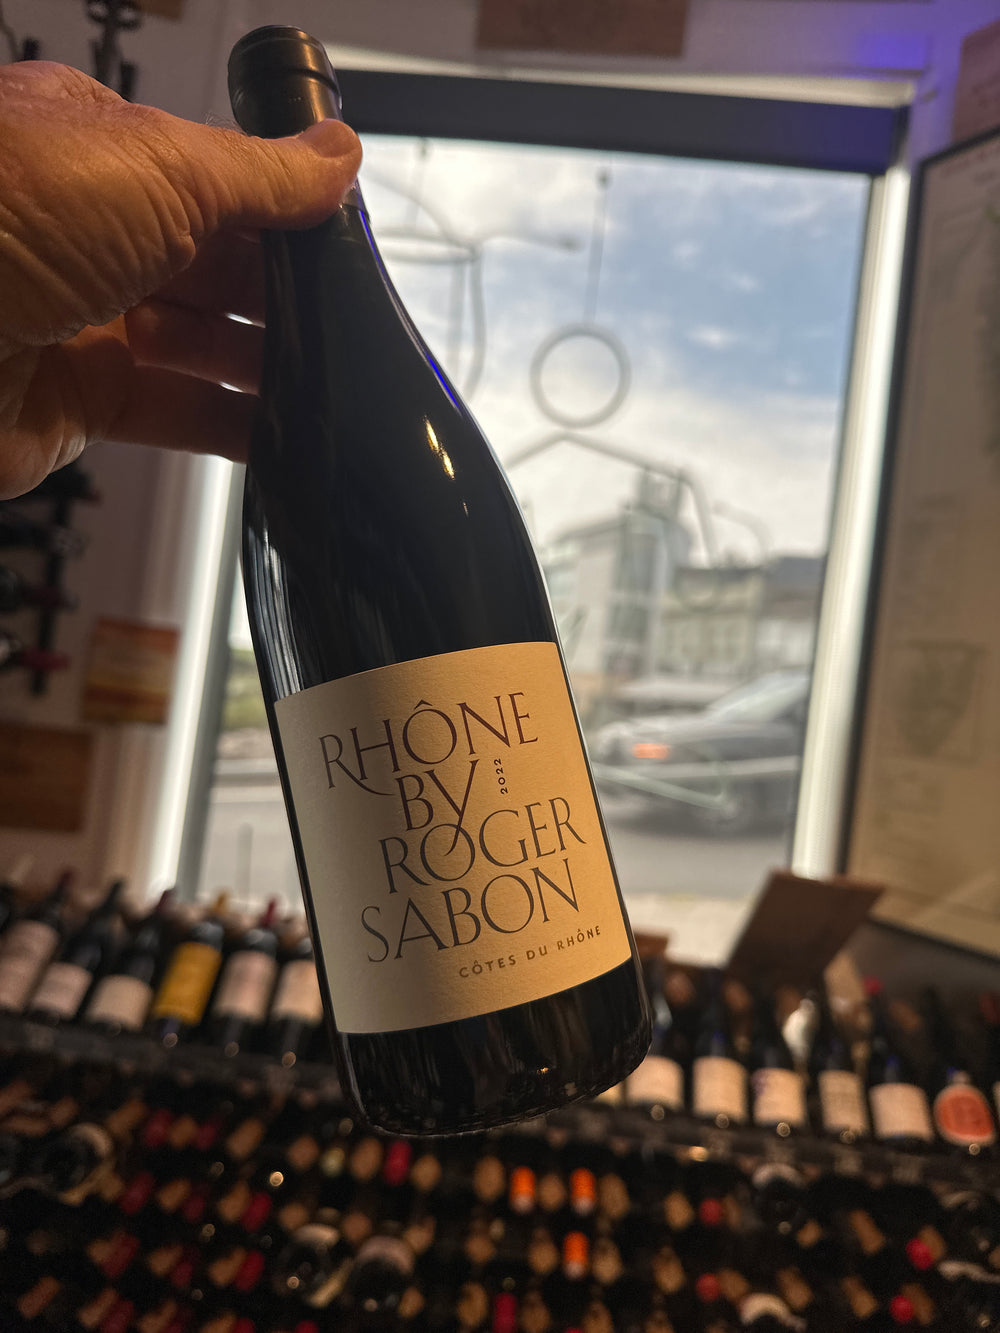 RHÔNE
BY
2022
ROGER
SABON
CÔTES DU RHÔNE